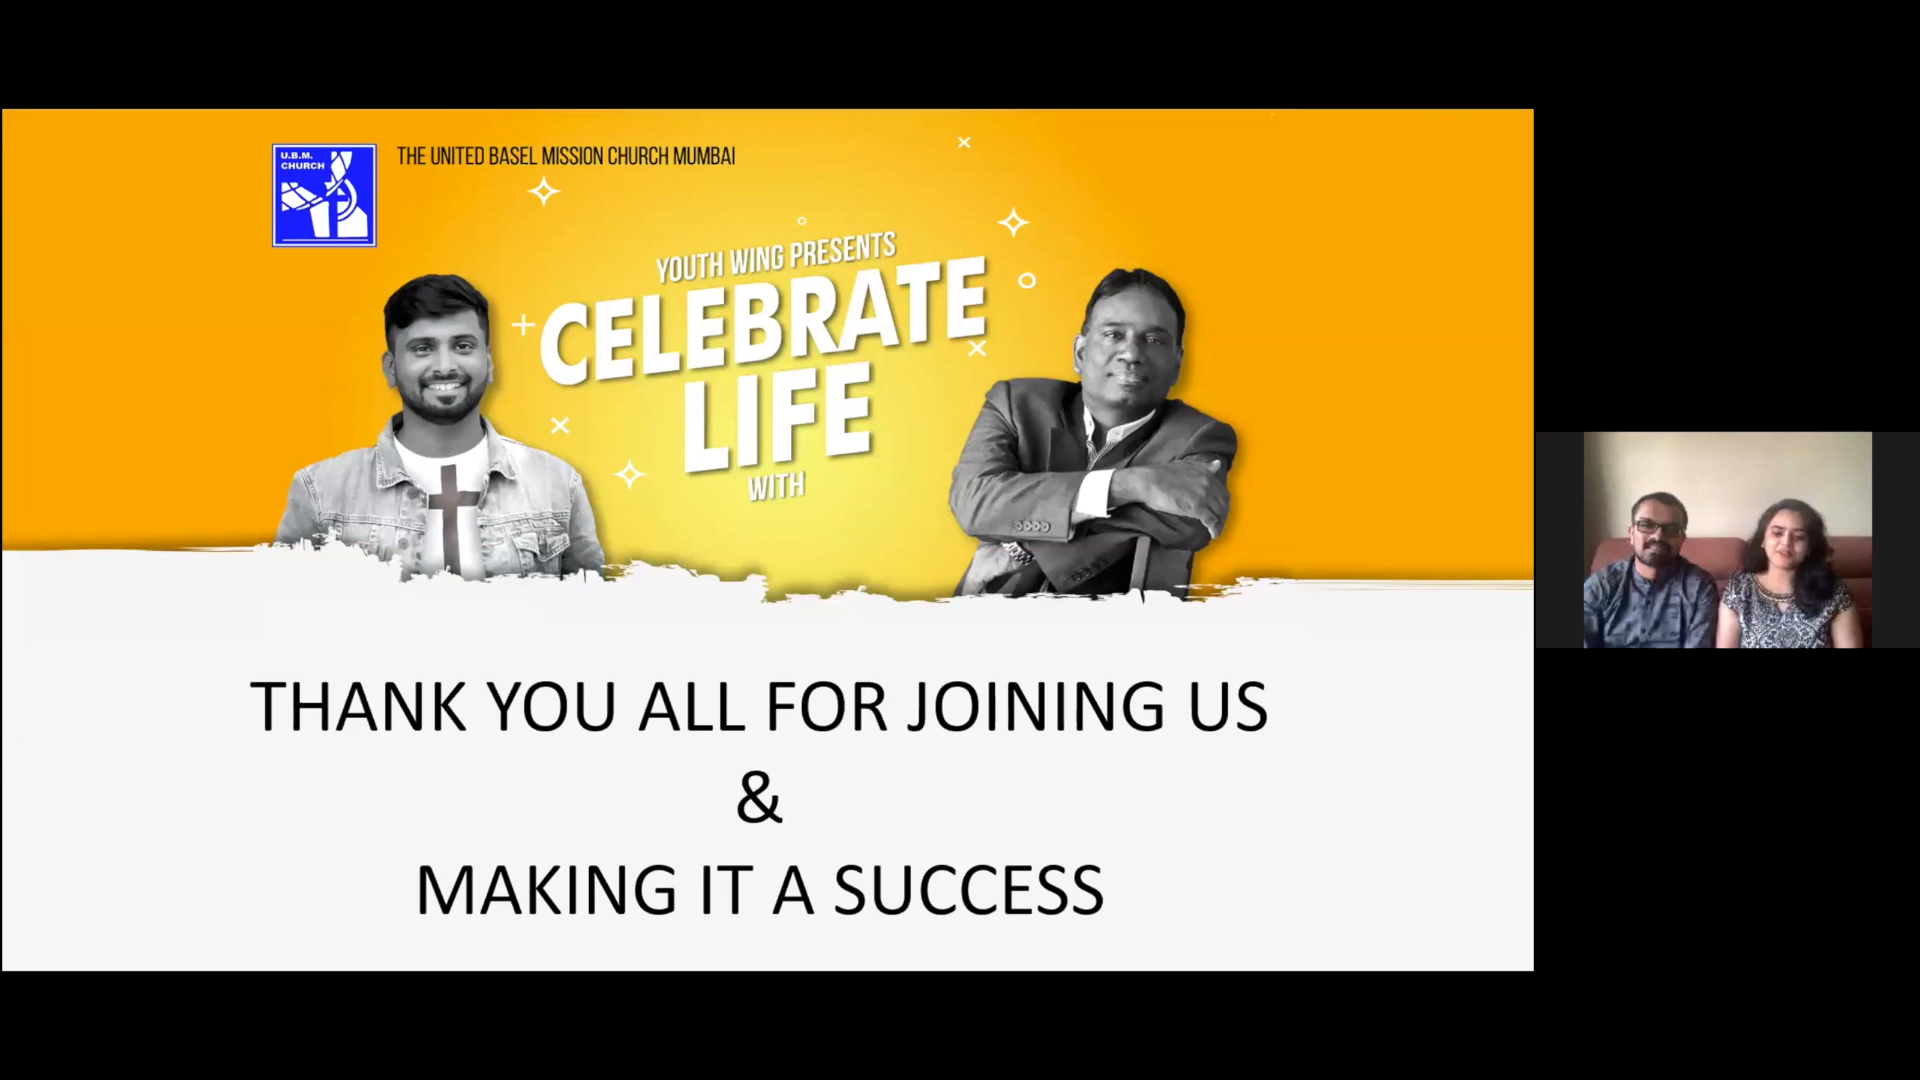 U.B.M.
CHURCH
THE UNITED BASEL MISSION CHURCH MUMBAI
YOUTH WING PRESENTS
CELEBRATE
LIFE
WITH
THANK YOU ALL FOR JOINING US
&
MAKING IT A SUCCESS